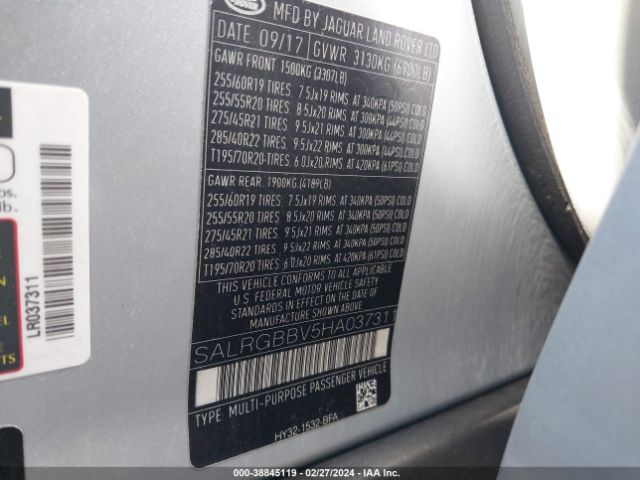 MFD BY JAGUAR LAND ROVER LTD
DATE 09/17 GVWR 3130KG (6900LB)
GAWR FRONT 1500KG (3307LB)
255/60R19 TIRES 7.5Jx19 RIMS AT 340KPA (50PSI) COLD
255/55R20 TIRES 8.5Jx20 RIMS AT 300KPA (44PSI) COLD
275/45R21 TIRES 9.5Jx21 RIMS AT 300KPA (44PSI) COLD
285/40R22 TIRES 9.5Jx22 RIMS AT 300KPA (44PSI) COLD
T195/70R20 TIRES 6.0Jx20 RIMS AT 420KPA (61PSI) COLD
GAWR REAR: 1900KG (4189LB)
255/60R19 TIRES 7.5Jx19 RIMS AT 340KPA (50PSI) COLD
255/55R20 TIRES 8.5Jx20 RIMS AT 340KPA (50PSI) COLD
275/45R21 TIRES 9.5Jx21 RIMS AT 340KPA (50PSI) COLD
285/40R22 TIRES 9.5Jx22 RIMS AT 340KPA (50PSI) COLD
T195/70R20 TIRES 6.0Jx20 RIMS AT 420KPA (61PSI) COLD
THIS VEHICLE CONFORMS TO ALL APPLICABLE
U.S. FEDERAL MOTOR VEHICLE SAFETY
STANDARDS IN EFFECT ON THE DATE OF
MANUFACTURE SHOWN ABOVE
SALRGBBV5HA037311
TYPE MULTI-PURPOSE PASSENGER VEHICLE
HY32-1532-BFA
LR037311
lb.
000-38845119 - 02/27/2024 - IAA Inc.